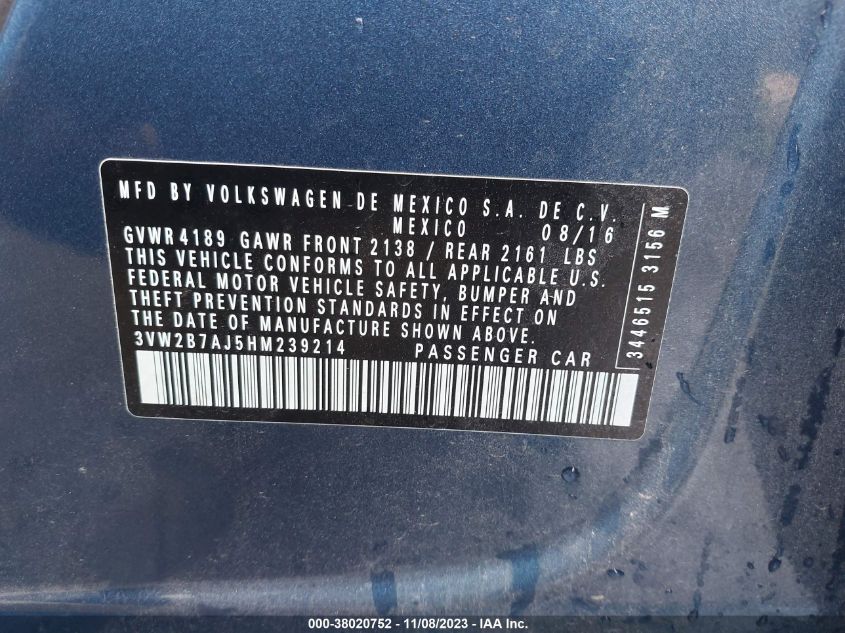 MFD BY VOLKSWAGEN DE MEXICO S.A. DE C.V.
MEXICO 08/16
GVWR 4189 GAWR FRONT 2138 / REAR 2161 LBS
THIS VEHICLE CONFORMS TO ALL APPLICABLE U.S.
FEDERAL MOTOR VEHICLE SAFETY, BUMPER AND
THEFT PREVENTION STANDARDS IN EFFECT ON
THE DATE OF MANUFACTURE SHOWN ABOVE.
3VW2B7AJ5HM239214 PASSENGER CAR
3446515 3156 M
000-38020752 - 11/08/2023 - IAA Inc.